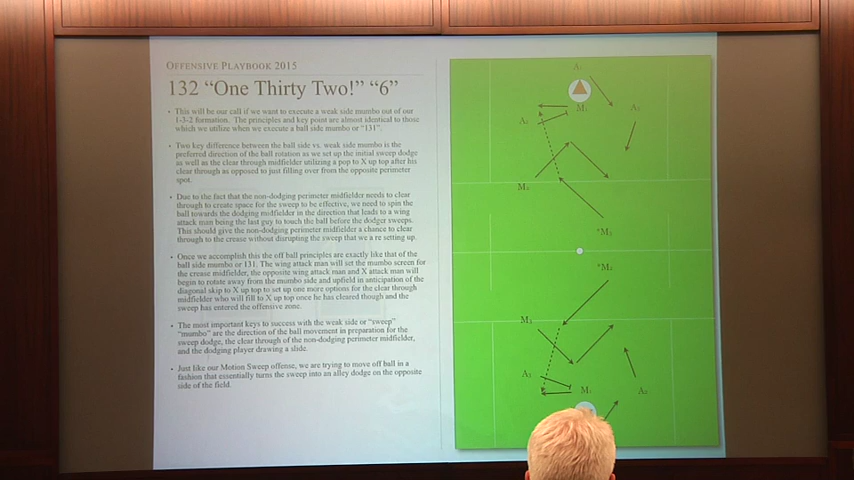 OFFENSIVE PLAYBOOK 2015
132 “One Thirty Two!” “6”
• This will be our call if we want to execute a weak side mumbo out of our
1-3-2 formation. The principles and key point are almost identical to those
which we utilize when we execute a ball side mumbo or “131”.
• Two key difference between the ball side vs. weak side mumbo is the
preferred direction of the ball rotation as we set up the initial sweep dodge
as well as the clear through midfielder utilizing a pop to X up top after his
clear through as opposed to just filling over from the opposite perimeter
spot.
• Due to the fact that the non-dodging perimeter midfielder needs to clear
through to create space for the sweep to be effective, we need to spin the
ball towards the dodging midfielder in the direction that leads to a wing
attack man being the last guy to touch the ball before the dodger sweeps.
This should give the non-dodging perimeter midfield a chance to clear
through to the crease without disrupting the sweep that we a re setting up.
• Once we accomplish this the off ball principles are exactly like that of the
ball side mumbo or 131. The wing attack man will set the mumbo screen for
the crease midfielder, the opposite wing attack man and X attack man will
begin to rotate away from the mumbo side and upfield in anticipation of the
diagonal skip to X up top to set up one more options for the clear through
midfielder who will fill to X up top once he has cleared though and the
sweep has entered the offensive zone.
• The most important keys to success with the weak side or “sweep”
“mumbo” are the direction of the ball movement in preparation for the
sweep dodge, the clear through of the non-dodging perimeter midfielder,
and the dodging player drawing a slide.
• Just like our Motion Sweep offense, we are trying to move off ball in a
fashion that essentially turns the sweep into an alley dodge on the opposite
side of the field.